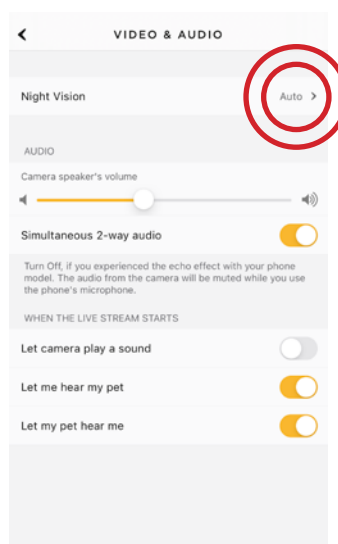 VIDEO & AUDIO
Night Vision Auto
AUDIO
Camera speaker's volume
Simultaneous 2-way audio
Turn Off, if you experienced the echo effect with your phone
model. The audio from the camera will be muted while you use
the phone's microphone.
WHEN THE LIVE STREAM STARTS
Let camera play a sound
Let me hear my pet
Let my pet hear me